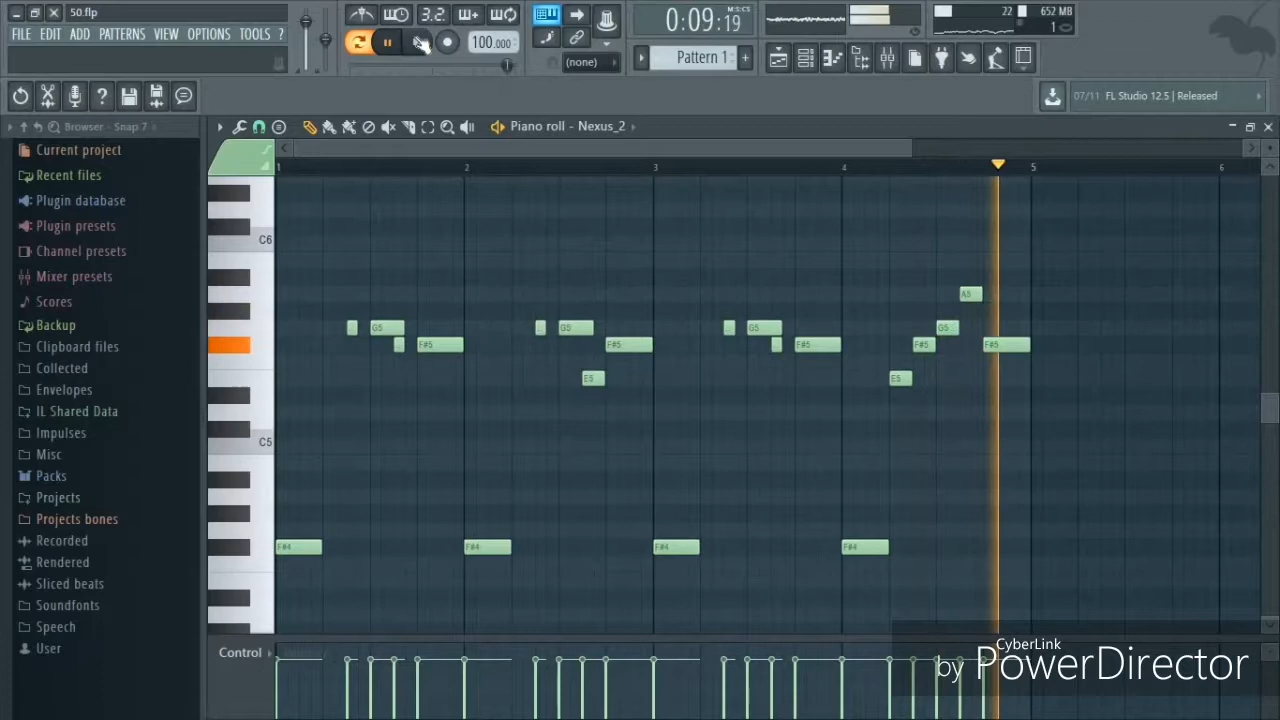 50.flp
FILE EDIT ADD PATTERNS VIEW OPTIONS TOOLS ?
3.2.
100.000
(none)
0:09:19
M:S:CS
Pattern 1
22
652 MB
1
07/11 FL Studio 12.5 | Released
Browser - Snap 7
Piano roll - Nexus_2
Current project
Recent files
Plugin database
Plugin presets
Channel presets
Mixer presets
Scores
Backup
Clipboard files
Collected
Envelopes
IL Shared Data
Impulses
Misc
Packs
Projects
Projects bones
Recorded
Rendered
Sliced beats
Soundfonts
Speech
User
1 2 3 4 5 6
C6
A5
G5 G5 G5 G5
F#5 F#5 F#5 F#5 F#5
E5 E5
C5
F#4 F#4 F#4 F#4
Control
CyberLink
by PowerDirector